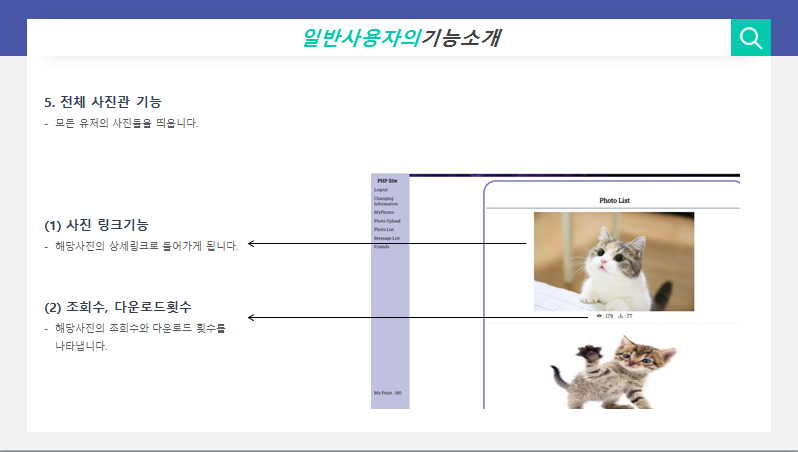 일반사용자의기능소개
5. 전체 사진관 기능
- 모든 유저의 사진들을 띄웁니다.
(1) 사진 링크기능
- 해당사진의 상세링크로 들어가게 됩니다.
(2) 조회수, 다운로드횟수
- 해당사진의 조회수와 다운로드 횟수를
나타냅니다.
PHP Site
Logout
Changing
Information
MyPhotos
Photo Upload
Photo List
Message List
Friends
My Point : 185
Photo List
: 179 : 77